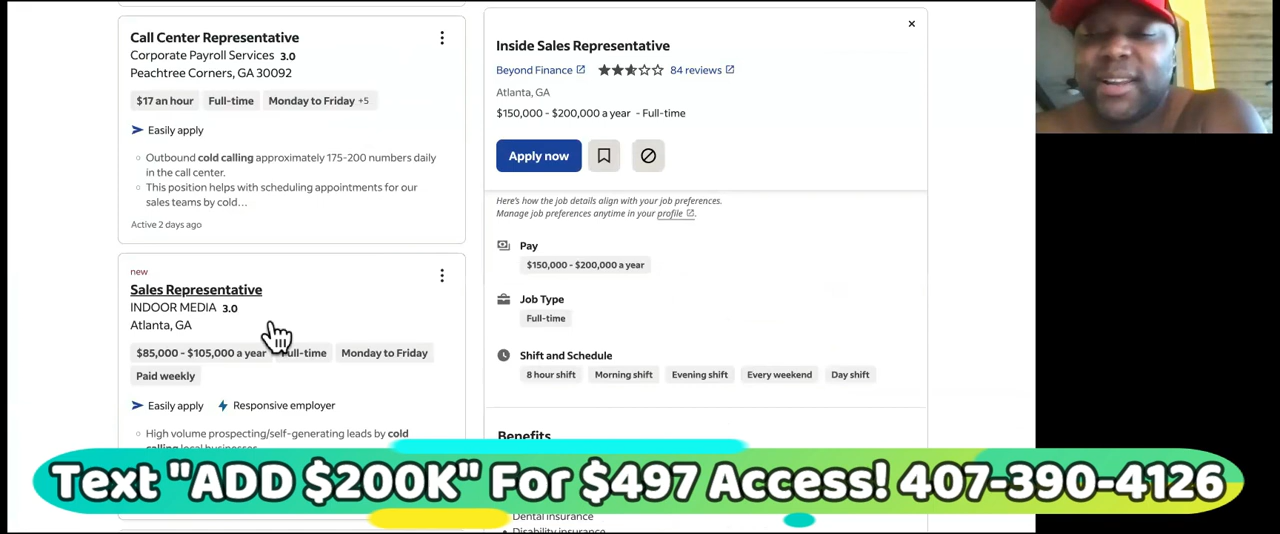 Call Center Representative
Corporate Payroll Services 3.0
Peachtree Corners, GA 30092
$17 an hour Full-time Monday to Friday +5
Easily apply
Outbound cold calling approximately 175-200 numbers daily
in the call center.
This position helps with scheduling appointments for our
sales teams by cold...
Active 2 days ago
new
Sales Representative
INDOOR MEDIA 3.0
Atlanta, GA
$85,000 - $105,000 a year Full-time Monday to Friday
Paid weekly
Easily apply Responsive employer
High volume prospecting/self-generating leads by cold
Inside Sales Representative
Beyond Finance 84 reviews
Atlanta, GA
$150,000 - $200,000 a year - Full-time
Apply now
Here's how the job details align with your job preferences.
Manage job preferences anytime in your profile.
Pay
$150,000 - $200,000 a year
Job Type
Full-time
Shift and Schedule
8 hour shift Morning shift Evening shift Every weekend Day shift
Benefits
Text "ADD $200K" For $497 Access! 407-390-4126
Dental insurance
Disability insurance